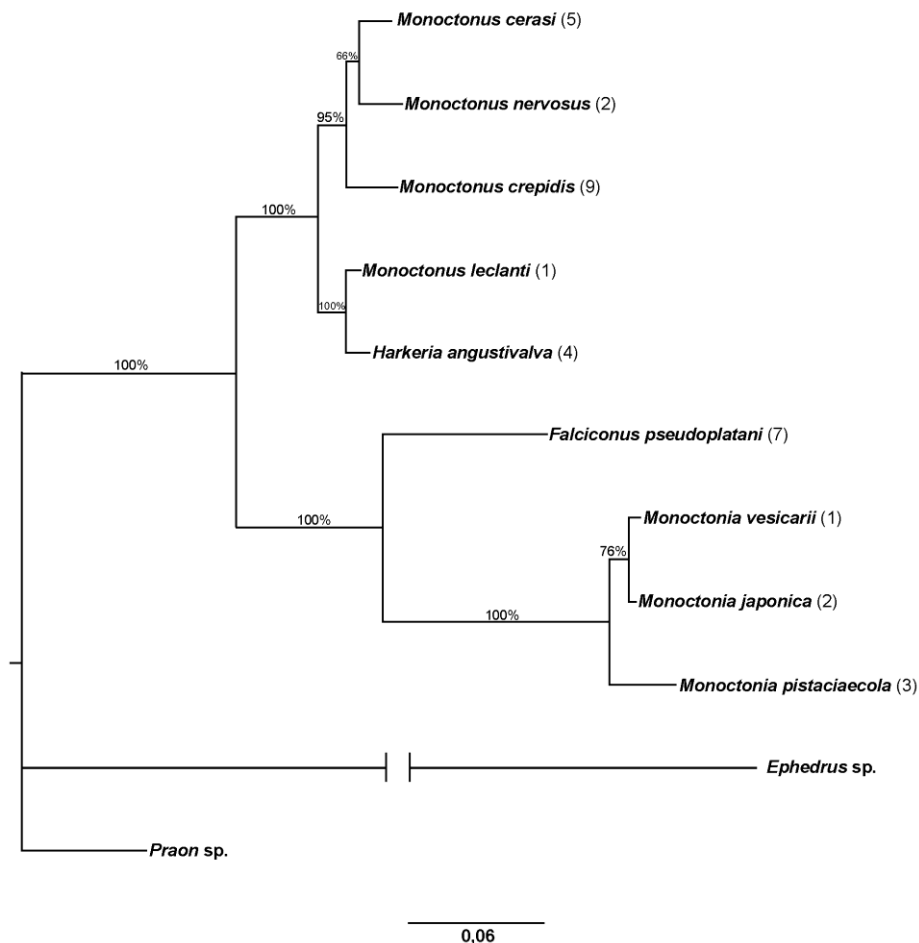 Monoctonus cerasi (5)
66%
Monoctonus nervosus (2)
95%
Monoctonus crepidis (9)
100%
Monoctonus leclanti (1)
100%
Harkeria angustivalva (4)
100%
Falciconus pseudoplatani (7)
100%
Monoctonia vesicarii (1)
76%
Monoctonia japonica (2)
100%
Monoctonia pistaciaecola (3)
Ephedrus sp.
Praon sp.
0,06